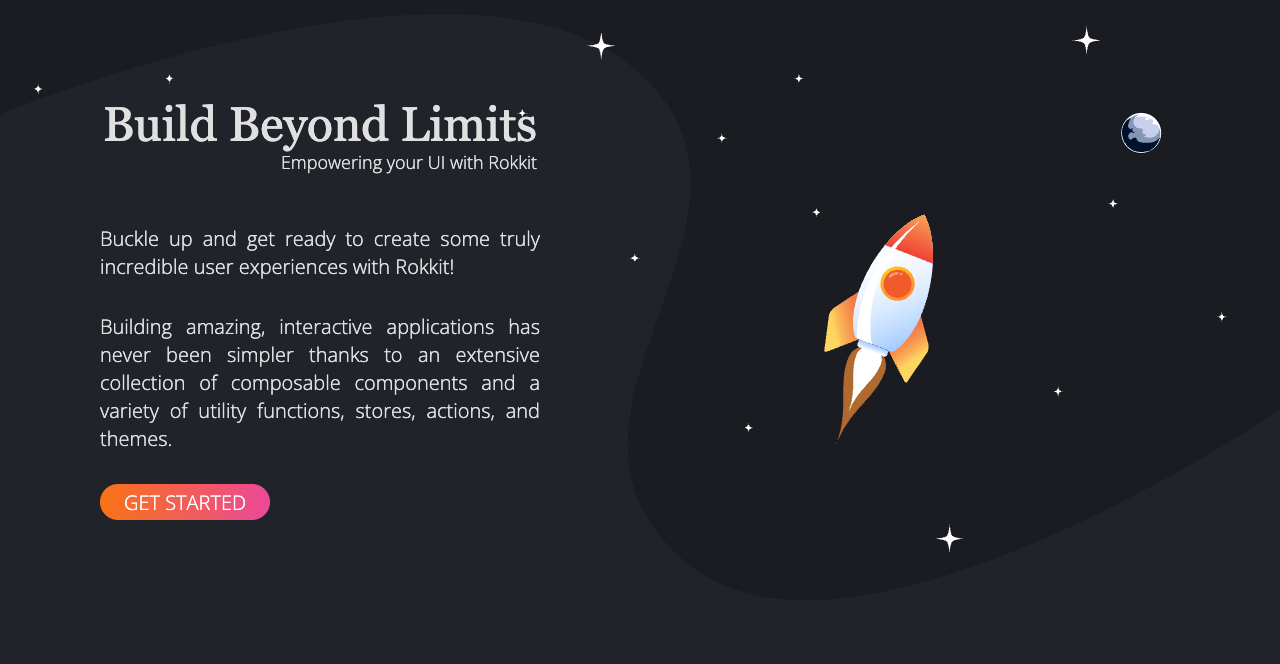 Build Beyond Limits
Empowering your UI with Rokkit
Buckle up and get ready to create some truly
incredible user experiences with Rokkit!
Building amazing, interactive applications has
never been simpler thanks to an extensive
collection of composable components and a
variety of utility functions, stores, actions, and
themes.
GET STARTED